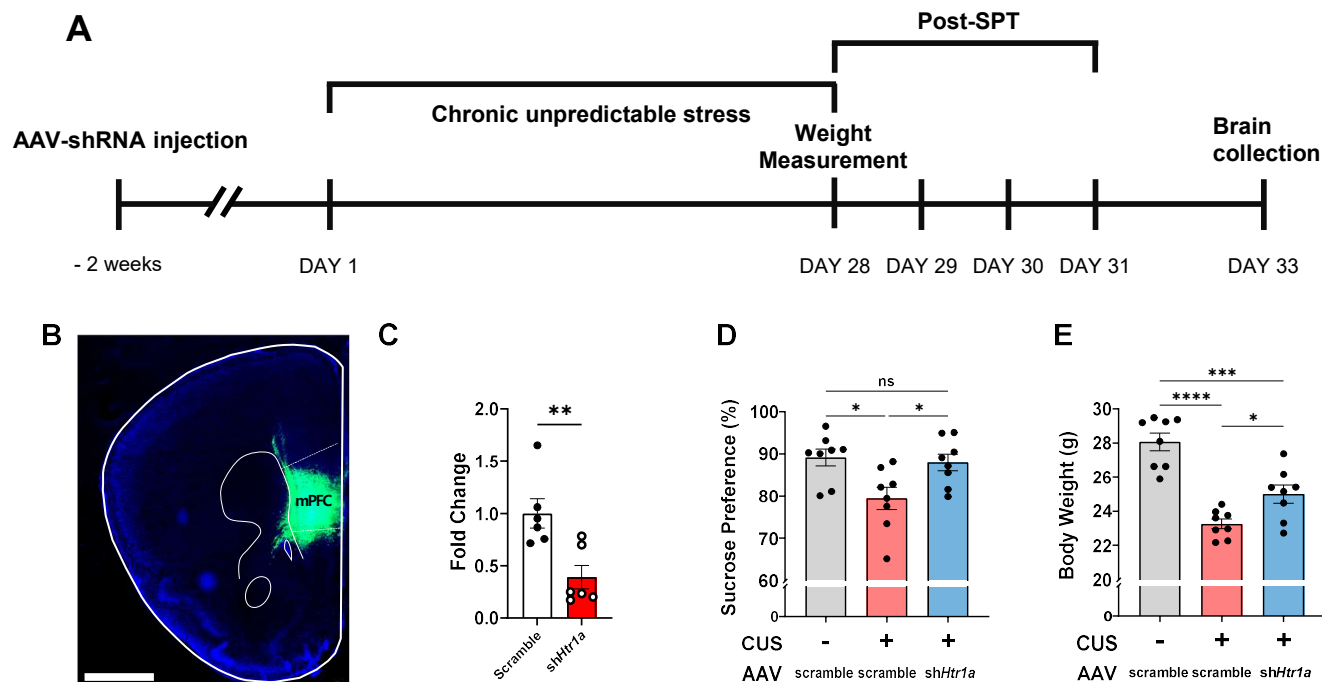 A
Post-SPT
Chronic unpredictable stress
AAV-shRNA injection
Weight
Measurement
Brain
collection
- 2 weeks
DAY 1
DAY 28
DAY 29
DAY 30
DAY 31
DAY 33
B
mPFC
C
**
Fold Change
2.0
1.5
1.0
0.5
0.0
Scramble
shHtr1a
D
ns
*
*
Sucrose Preference (%)
100
90
80
70
60
0
CUS
-
+
+
AAV
scramble
scramble
shHtr1a
E
***
****
*
Body Weight (g)
30
28
26
24
22
20
0
CUS
-
+
+
AAV
scramble
scramble
shHtr1a